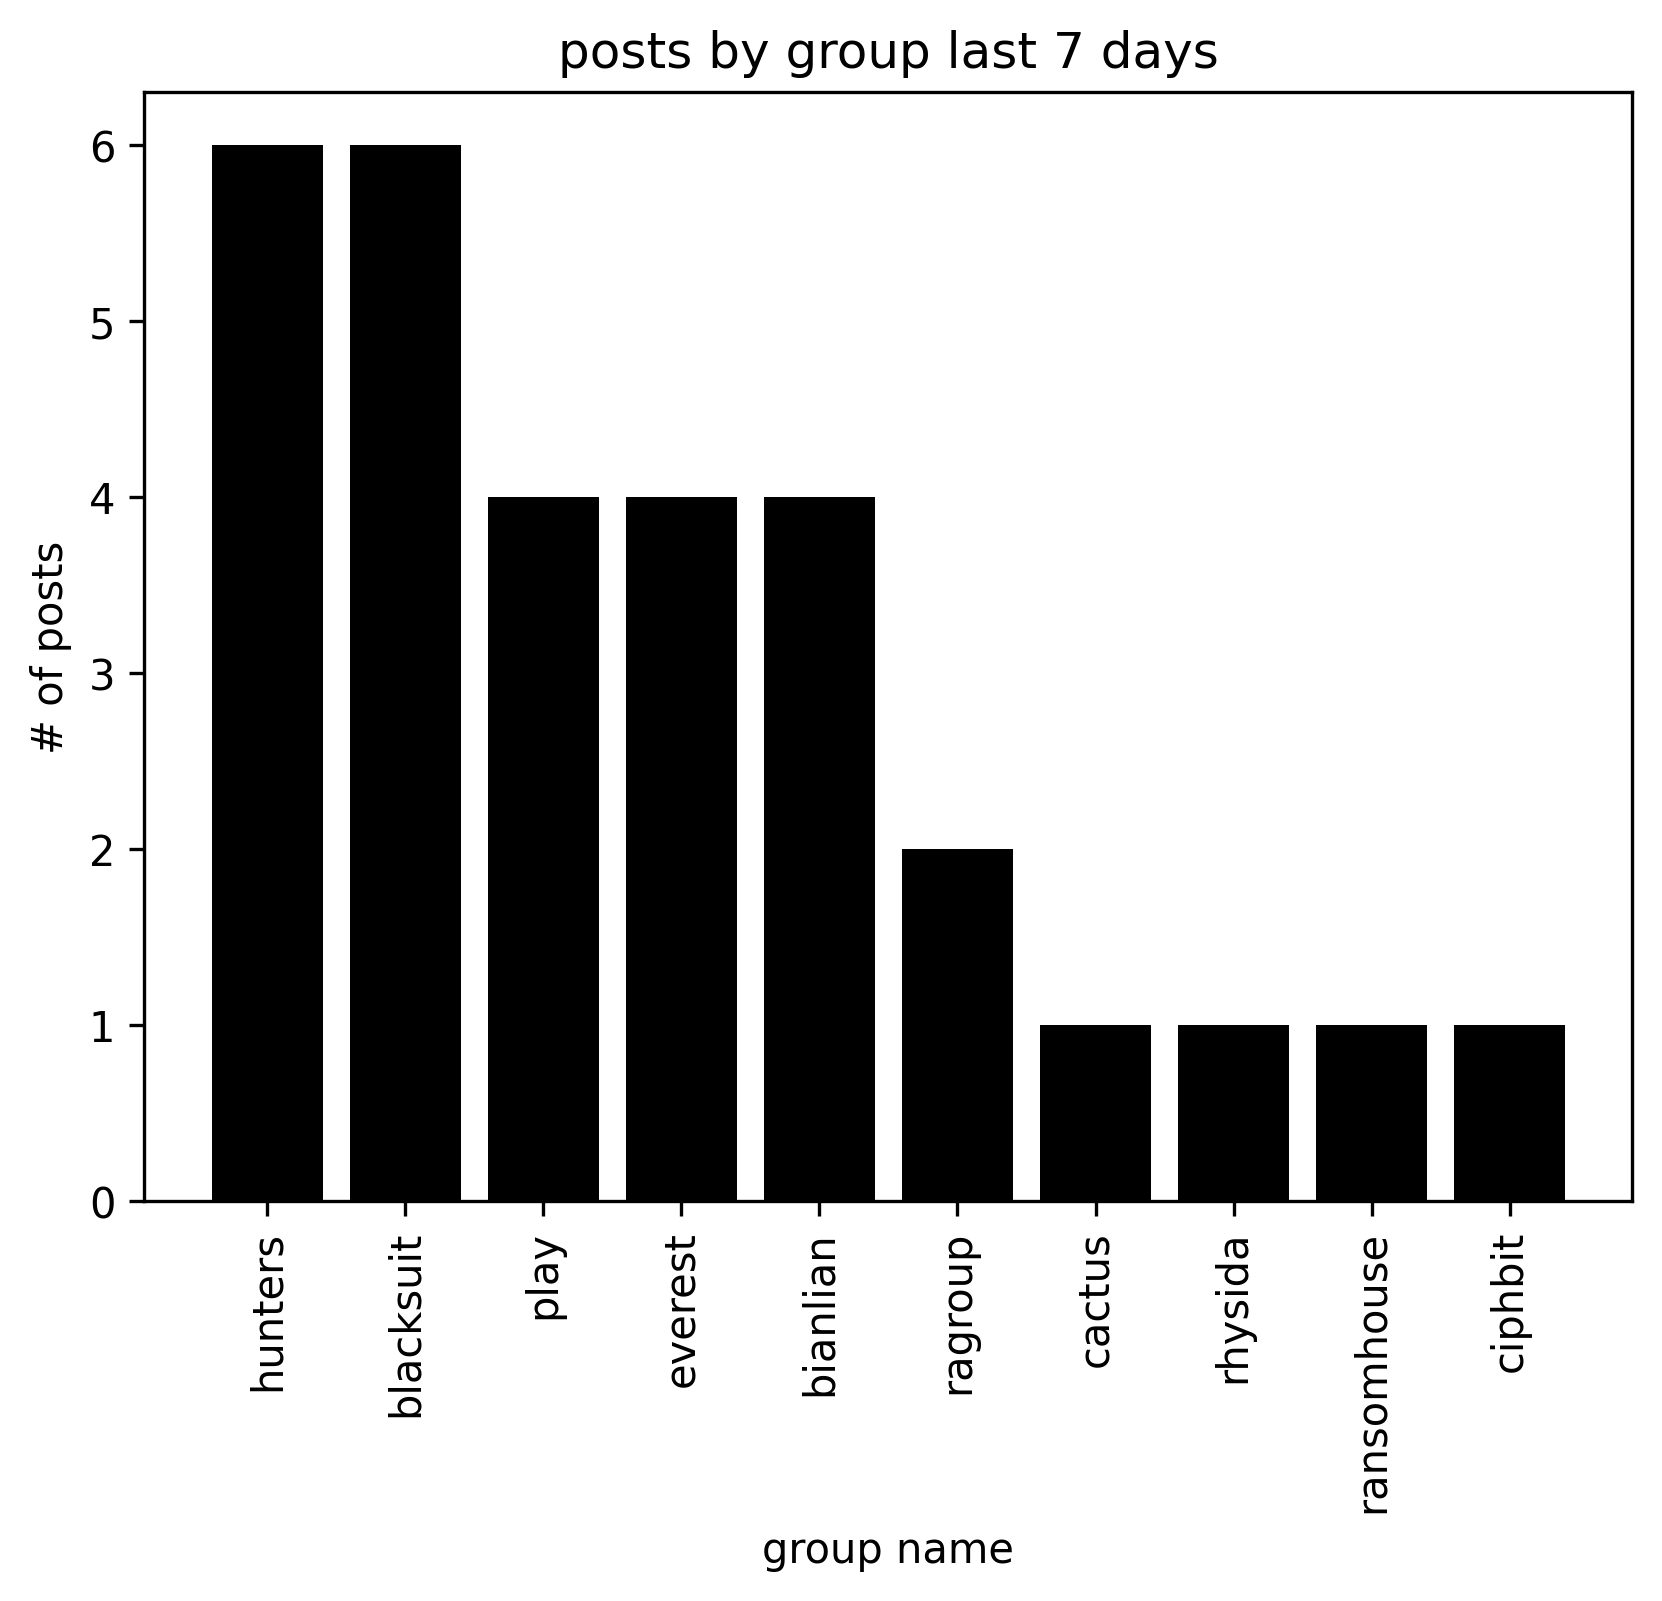 posts by group last 7 days
# of posts
6
5
4
3
2
1
0
hunters
blacksuit
play
everest
bianlian
ragroup
cactus
rhysida
ransomhouse
ciphbit
group name